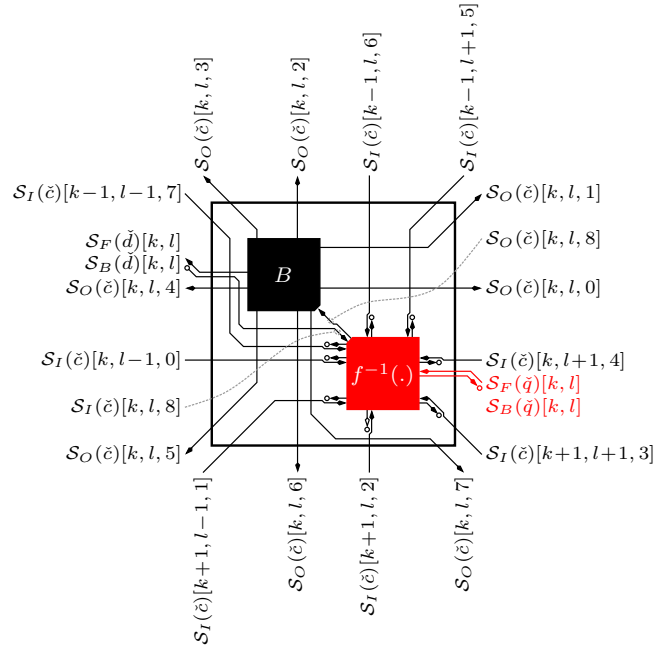 𝒮_O(č)[k, l, 3]
𝒮_O(č)[k, l, 2]
𝒮_I(č)[k−1, l, 6]
𝒮_I(č)[k−1, l+1, 5]
𝒮_I(č)[k−1, l−1, 7]
𝒮_O(č)[k, l, 1]
𝒮_F(ď)[k, l]
𝒮_O(č)[k, l, 8]
𝒮_B(ď)[k, l]
B
𝒮_O(č)[k, l, 4]
𝒮_O(č)[k, l, 0]
𝒮_I(č)[k, l−1, 0]
𝒮_I(č)[k, l+1, 4]
f⁻¹(.)
𝒮_F(q̌)[k, l]
𝒮_I(č)[k, l, 8]
𝒮_B(q̌)[k, l]
𝒮_O(č)[k, l, 5]
𝒮_I(č)[k+1, l+1, 3]
𝒮_I(č)[k+1, l−1, 1]
𝒮_O(č)[k, l, 6]
𝒮_I(č)[k+1, l, 2]
𝒮_O(č)[k, l, 7]